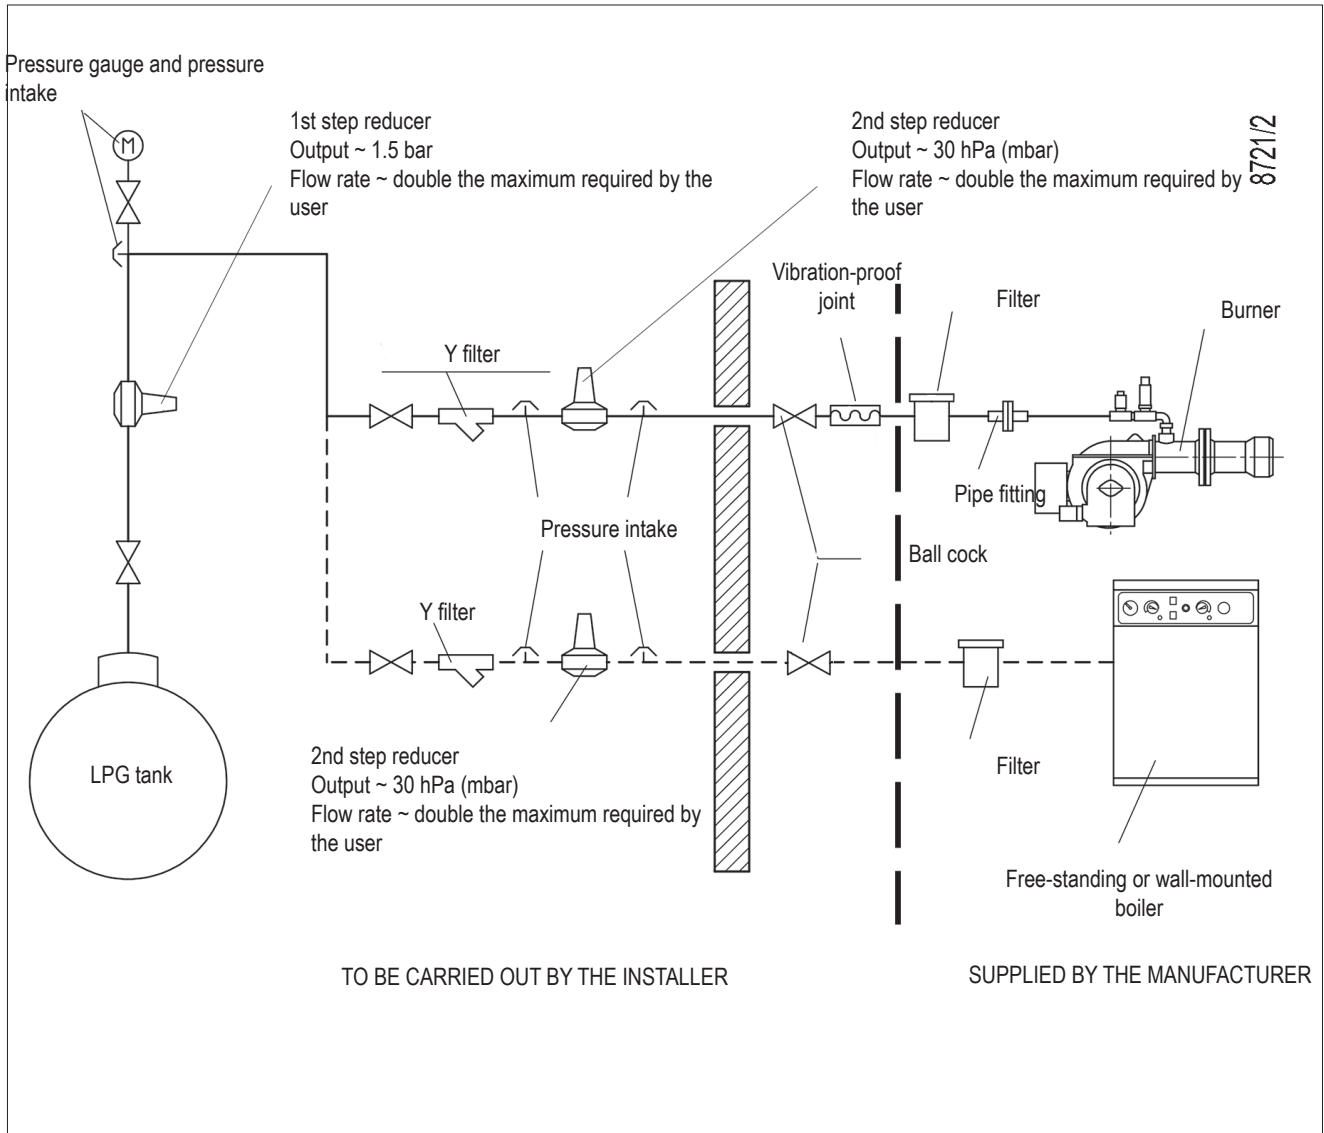 Pressure gauge and pressure
intake
M
1st step reducer
Output ~ 1.5 bar
Flow rate ~ double the maximum required by the
user
2nd step reducer
Output ~ 30 hPa (mbar)
Flow rate ~ double the maximum required by
the user
8721/2
Vibration-proof
joint
Filter
Burner
Y filter
Pipe fitting
Pressure intake
Ball cock
Y filter
LPG tank
2nd step reducer
Output ~ 30 hPa (mbar)
Flow rate ~ double the maximum required by
the user
Filter
Free-standing or wall-mounted
boiler
TO BE CARRIED OUT BY THE INSTALLER
SUPPLIED BY THE MANUFACTURER